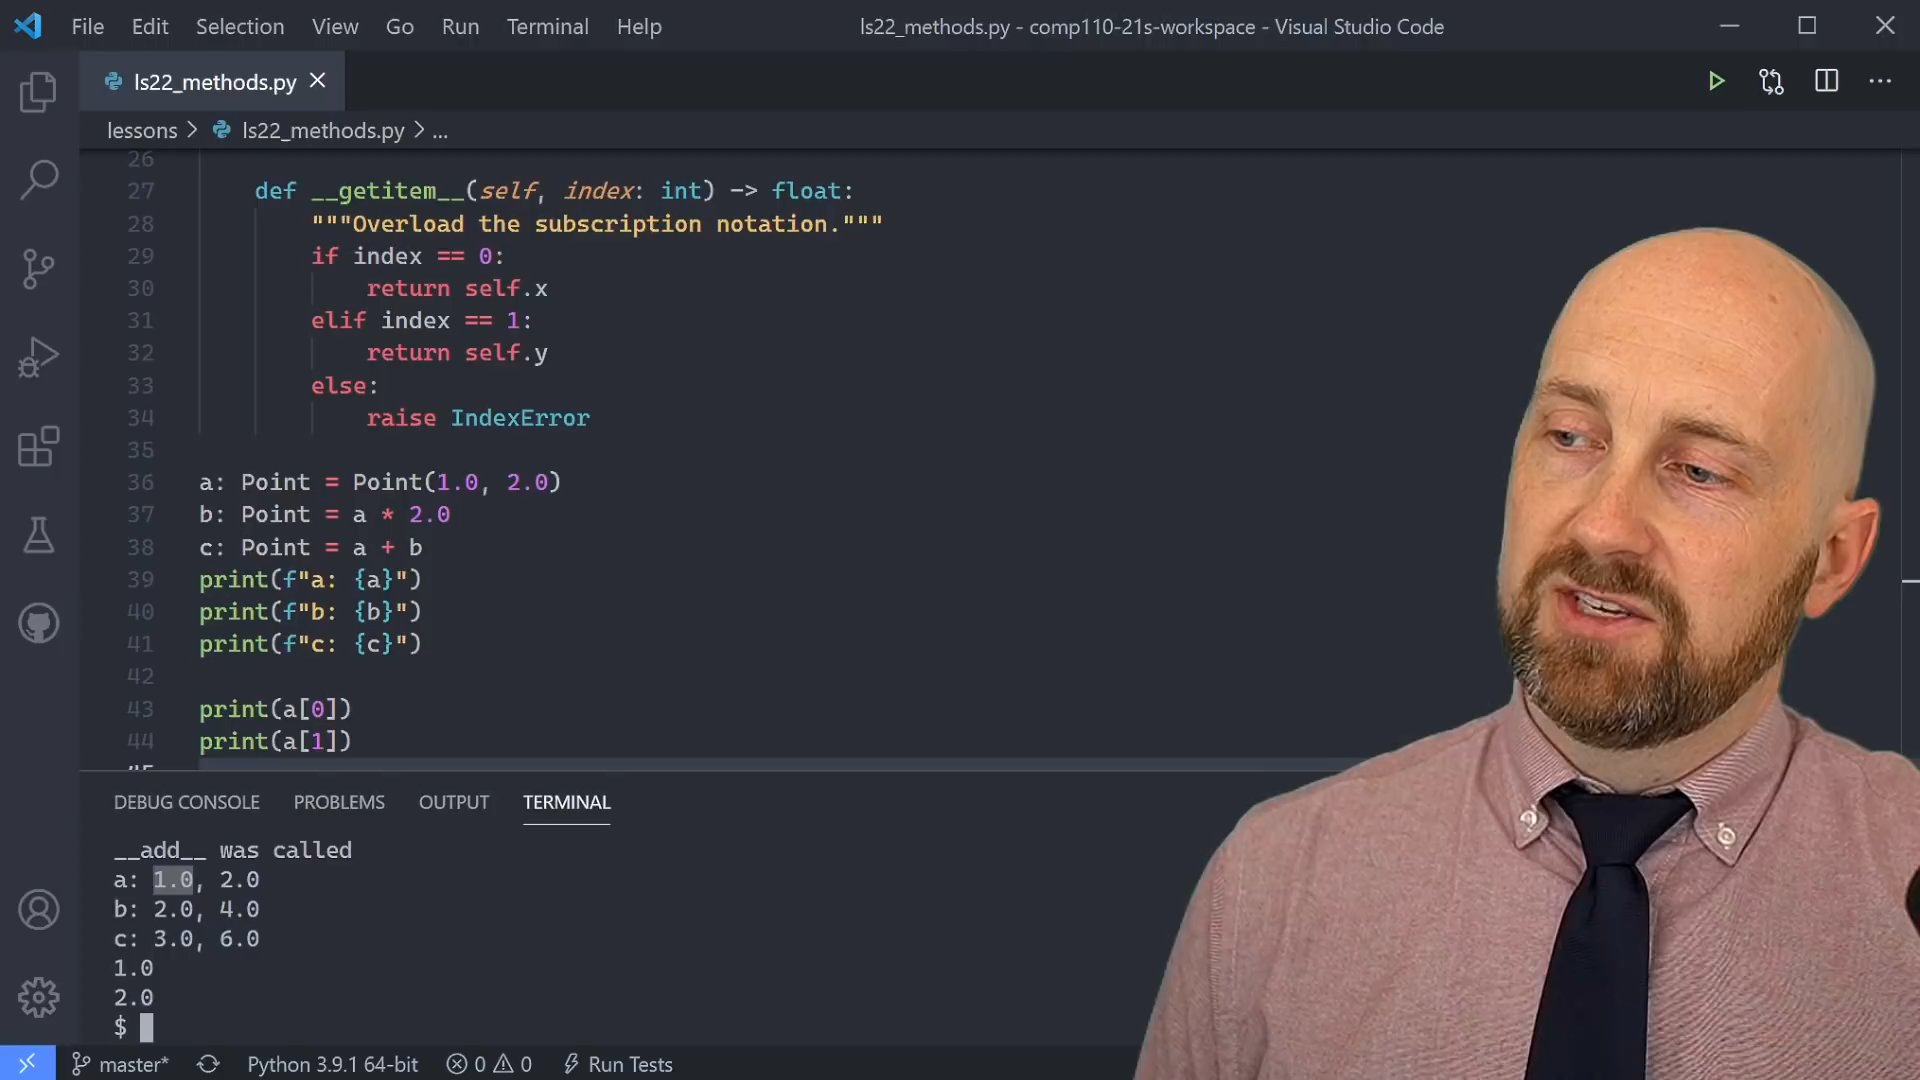 File Edit Selection View Go Run Terminal Help ls22_methods.py - comp110-21s-workspace - Visual Studio Code
ls22_methods.py
lessons > ls22_methods.py > ...
26
27 def __getitem__(self, index: int) -> float:
28 """Overload the subscription notation."""
29 if index == 0:
30 return self.x
31 elif index == 1:
32 return self.y
33 else:
34 raise IndexError
35
36 a: Point = Point(1.0, 2.0)
37 b: Point = a * 2.0
38 c: Point = a + b
39 print(f"a: {a}")
40 print(f"b: {b}")
41 print(f"c: {c}")
42
43 print(a[0])
44 print(a[1])
DEBUG CONSOLE PROBLEMS OUTPUT TERMINAL
__add__ was called
a: 1.0, 2.0
b: 2.0, 4.0
c: 3.0, 6.0
1.0
2.0
$
master* Python 3.9.1 64-bit 0 0 Run Tests